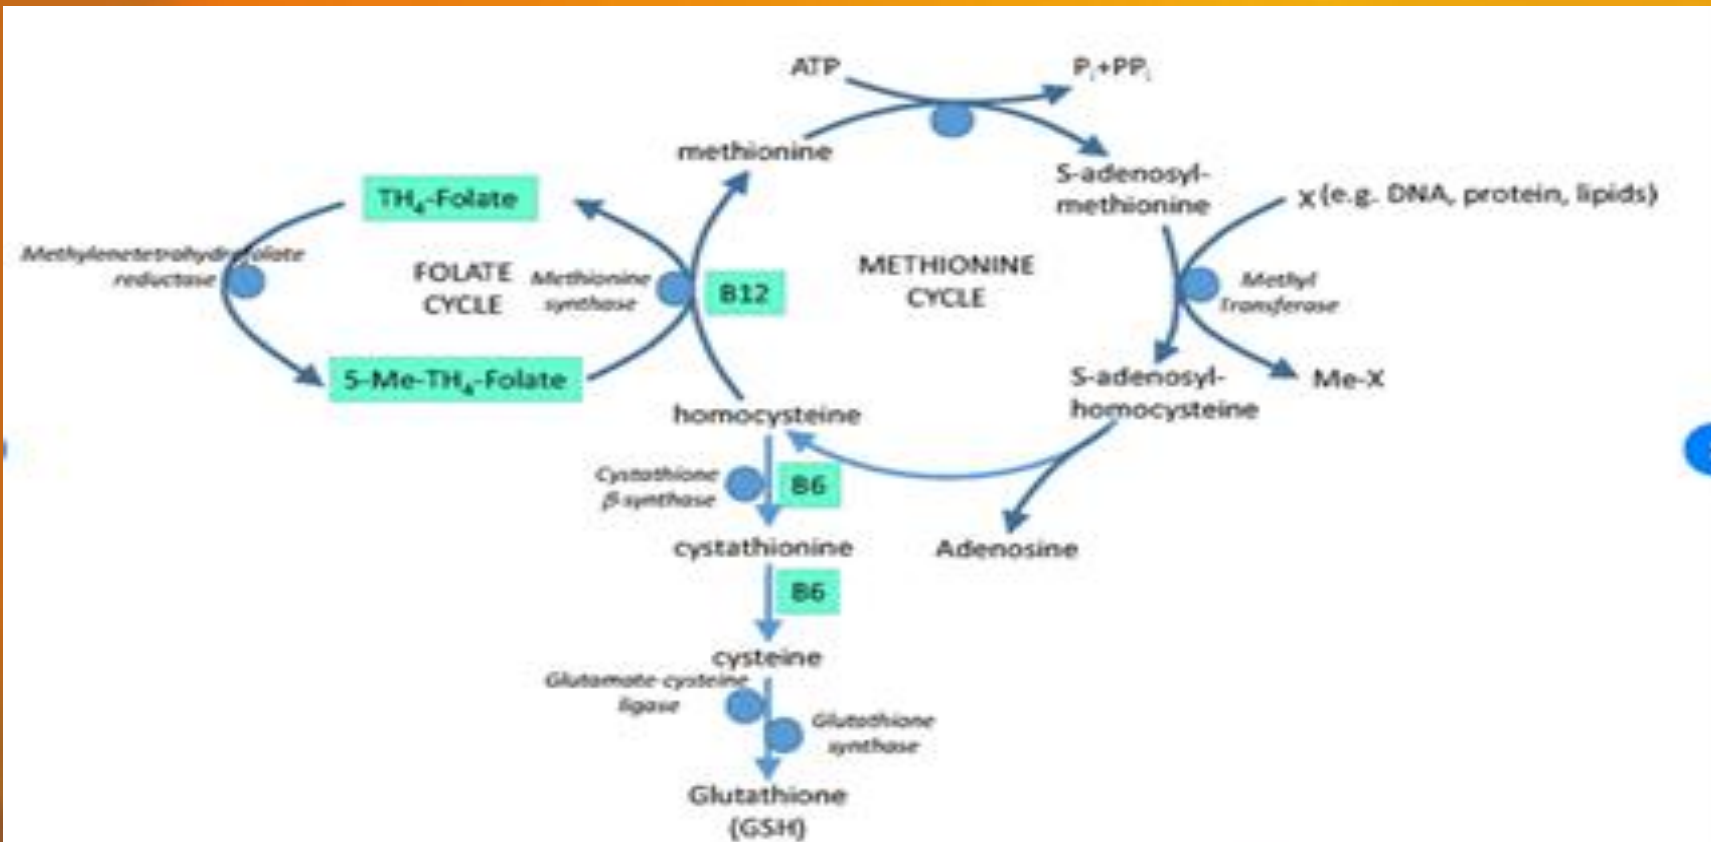 ATP
Pi+PPi
methionine
S-adenosyl-
methionine
x (e.g. DNA, protein, lipids)
TH4-Folate
Methylenetetrahydrofolate
reductase
FOLATE
CYCLE
Methionine
synthase
B12
METHIONINE
CYCLE
Methyl
Transferase
5-Me-TH4-Folate
S-adenosyl-
homocysteine
Me-X
homocysteine
Cystathione
β-synthase
B6
cystathionine
Adenosine
B6
cysteine
Glutamate-cysteine
ligase
Glutathione
synthase
Glutathione
(GSH)